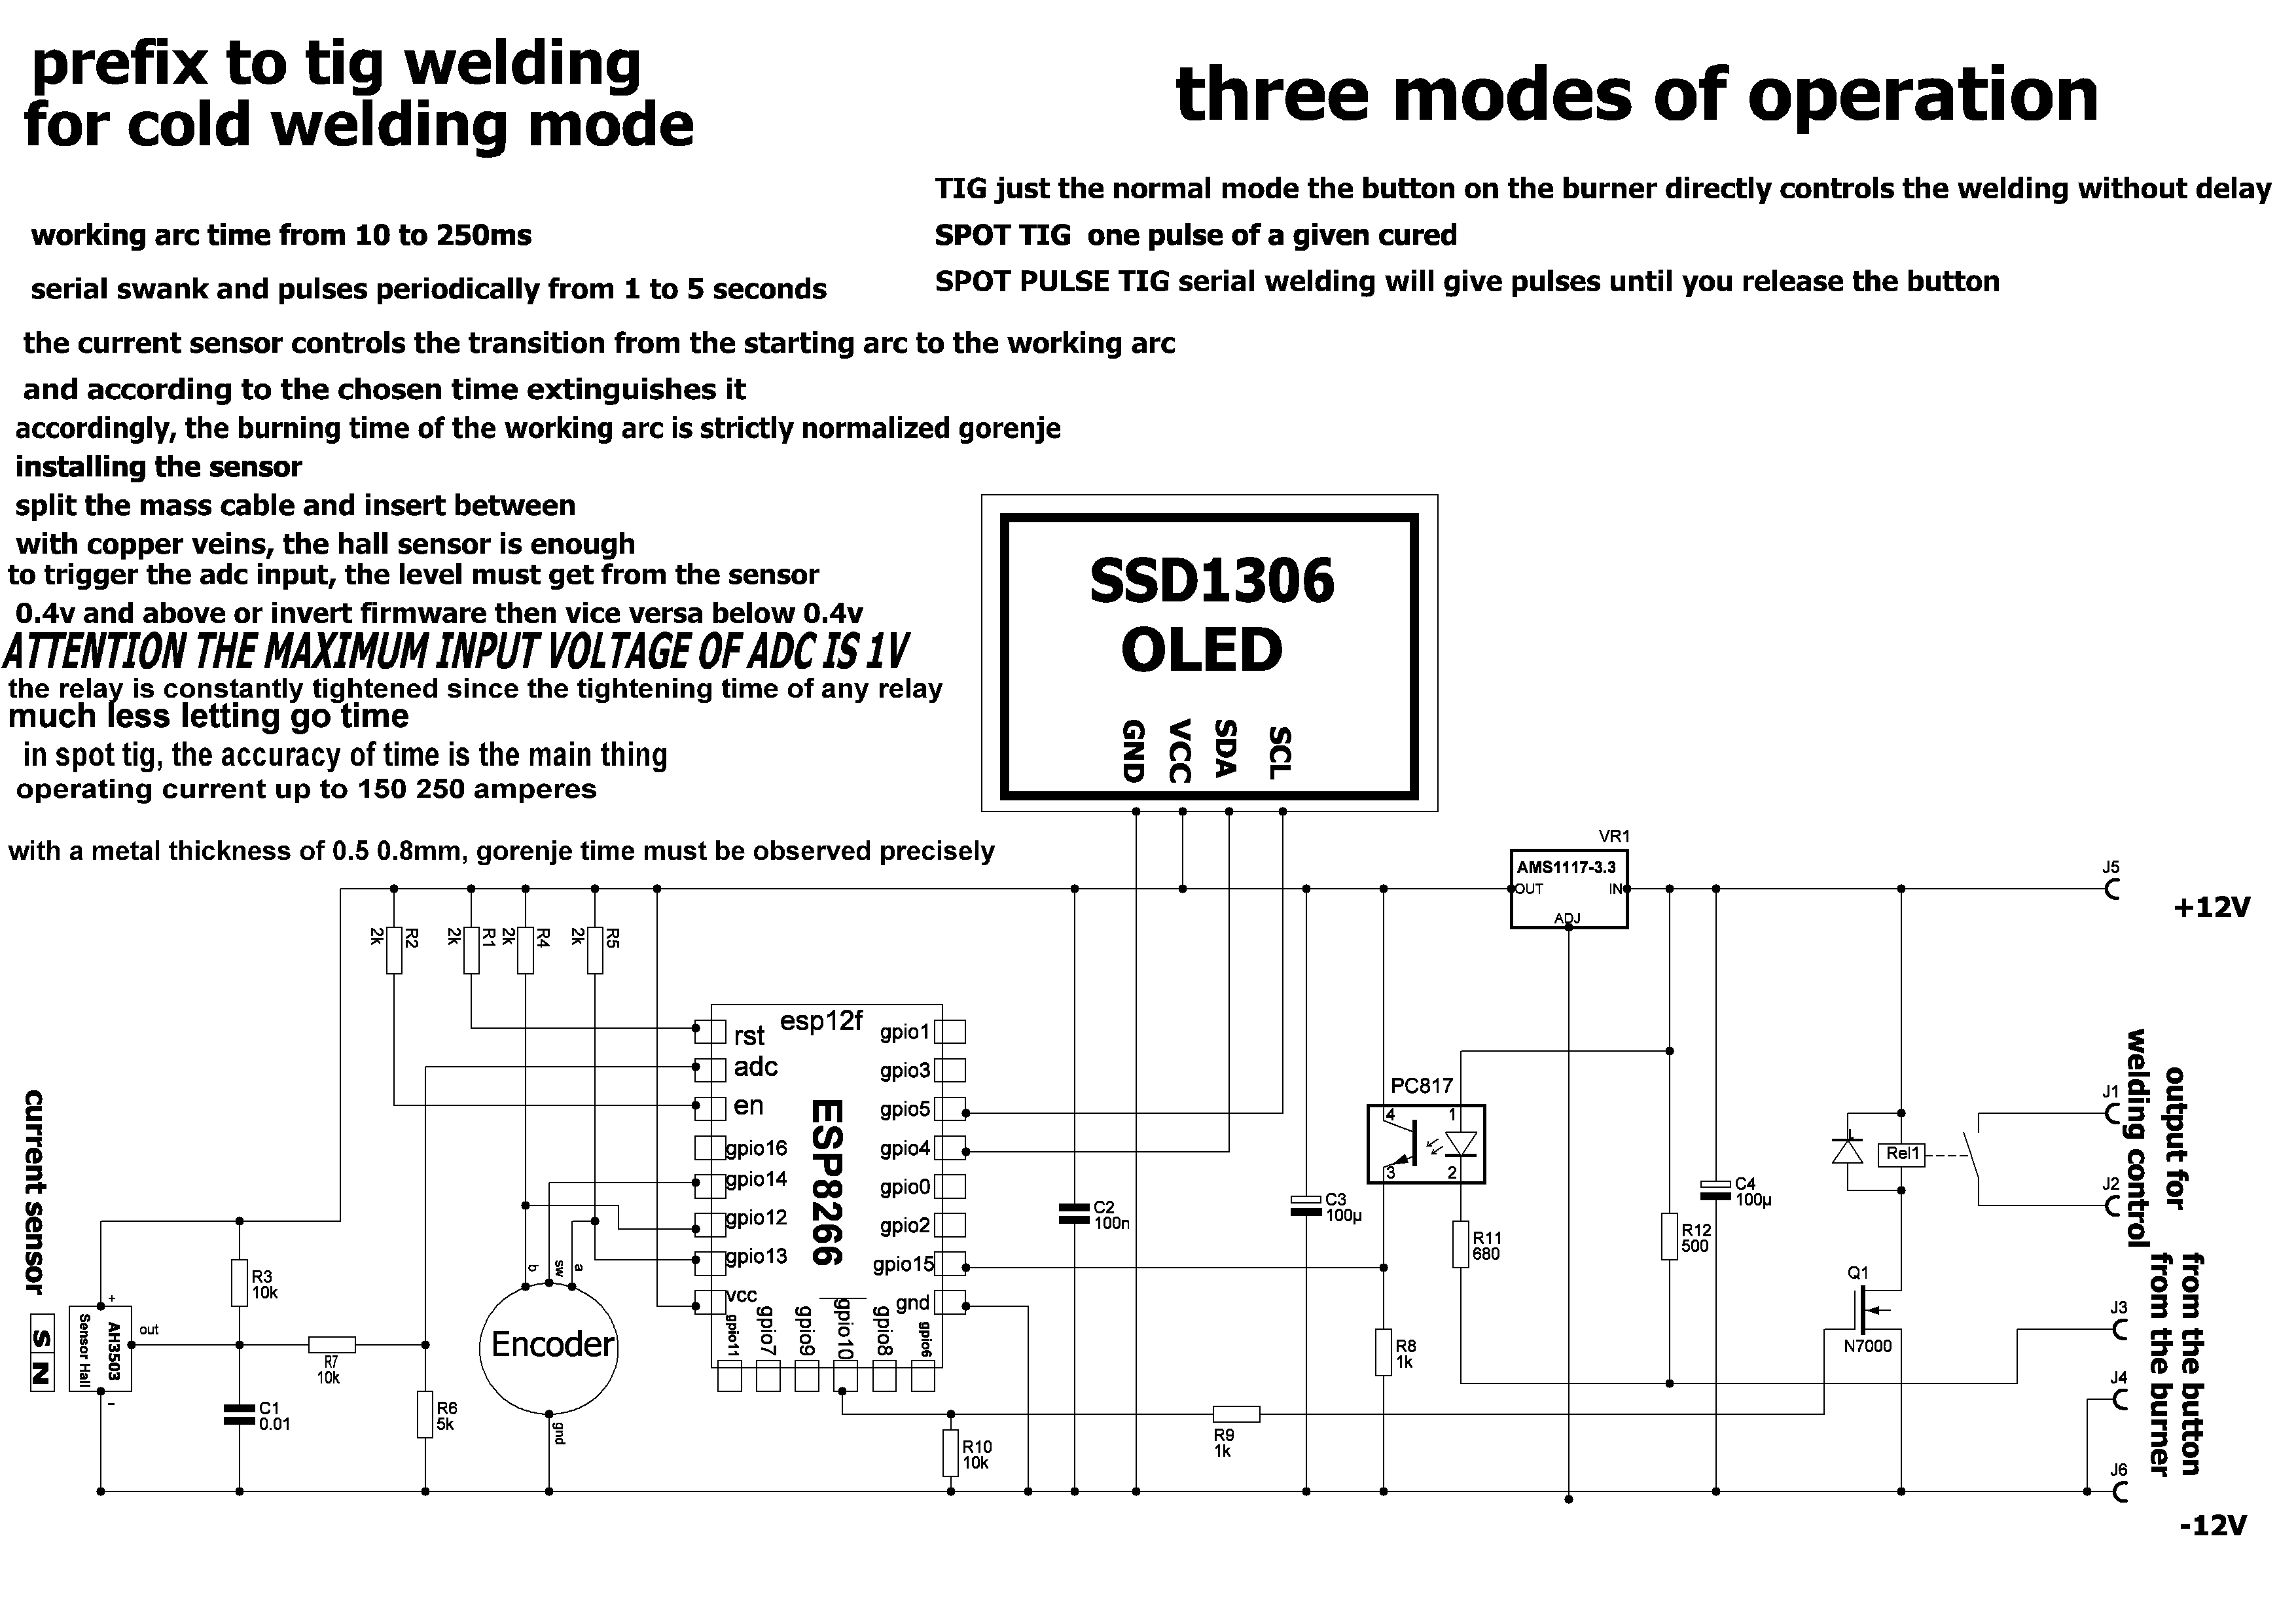 prefix to tig welding
for cold welding mode
three modes of operation
TIG just the normal mode the button on the burner directly controls the welding without delay
SPOT TIG one pulse of a given cured
SPOT PULSE TIG serial welding will give pulses until you release the button
working arc time from 10 to 250ms
serial swank and pulses periodically from 1 to 5 seconds
the current sensor controls the transition from the starting arc to the working arc
and according to the chosen time extinguishes it
accordingly, the burning time of the working arc is strictly normalized gorenje
installing the sensor
split the mass cable and insert between
with copper veins, the hall sensor is enough
to trigger the adc input, the level must get from the sensor
0.4v and above or invert firmware then vice versa below 0.4v
ATTENTION THE MAXIMUM INPUT VOLTAGE OF ADC IS 1V
the relay is constantly tightened since the tightening time of any relay
much less letting go time
in spot tig, the accuracy of time is the main thing
operating current up to 150 250 amperes
with a metal thickness of 0.5 0.8mm, gorenje time must be observed precisely
SSD1306
OLED
GND
VCC
SDA
SCL
VR1
AMS1117-3.3
OUT
IN
ADJ
J5
+12V
R2
2k
R1
2k
R4
2k
R5
2k
esp12f
ESP8266
rst
adc
en
gpio16
gpio14
gpio12
gpio13
vcc
gpio1
gpio3
gpio5
gpio4
gpio0
gpio2
gpio15
gnd
gpio11
gpio7
gpio9
gpio10
gpio8
gpio6
PC817
4
1
3
2
C2
100n
C3
100µ
R11
680
R12
500
C4
100µ
Rel1
J1
J2
output for
welding control
current sensor
S N
Sensor Hall
AH3503
+
-
out
R3
10k
R7
10k
C1
0.01
R6
5k
b
sw
a
Encoder
gnd
R10
10k
R9
1k
R8
1k
Q1
N7000
J3
J4
J6
from the button
from the burner
-12V